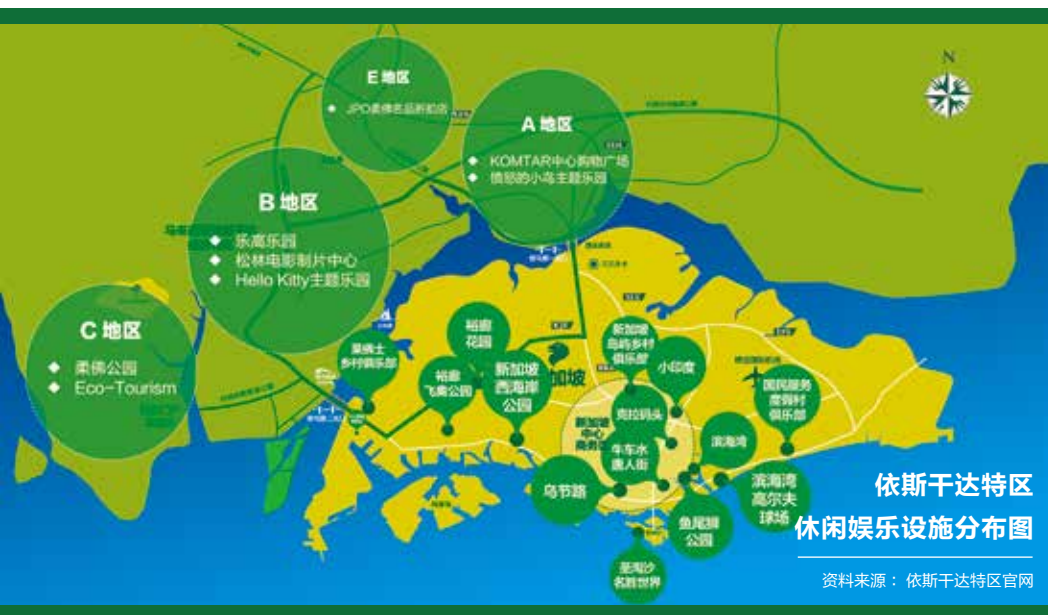 N
E 地区
◆ JPO柔佛名品折扣店
A 地区
◆ KOMTAR中心购物广场
◆ 愤怒的小鸟主题乐园
B 地区
◆ 乐高乐园
◆ 松林电影制片中心
◆ Hello Kitty主题乐园
C 地区
◆ 柔佛公园
◆ Eco-Tourism
莱佛士
乡村俱乐部
裕廊
花园
裕廊
飞禽公园
新加坡
西海岸
公园
加坡
新加坡
岛屿乡村
俱乐部
小印度
国民服务
度假村
俱乐部
克拉码头
新加坡
中心
商务
牛车水
唐人街
滨海湾
乌节路
鱼尾狮
公园
滨海湾
高尔夫
球场
圣淘沙
名胜世界
依斯干达特区
休闲娱乐设施分布图
资料来源：依斯干达特区官网